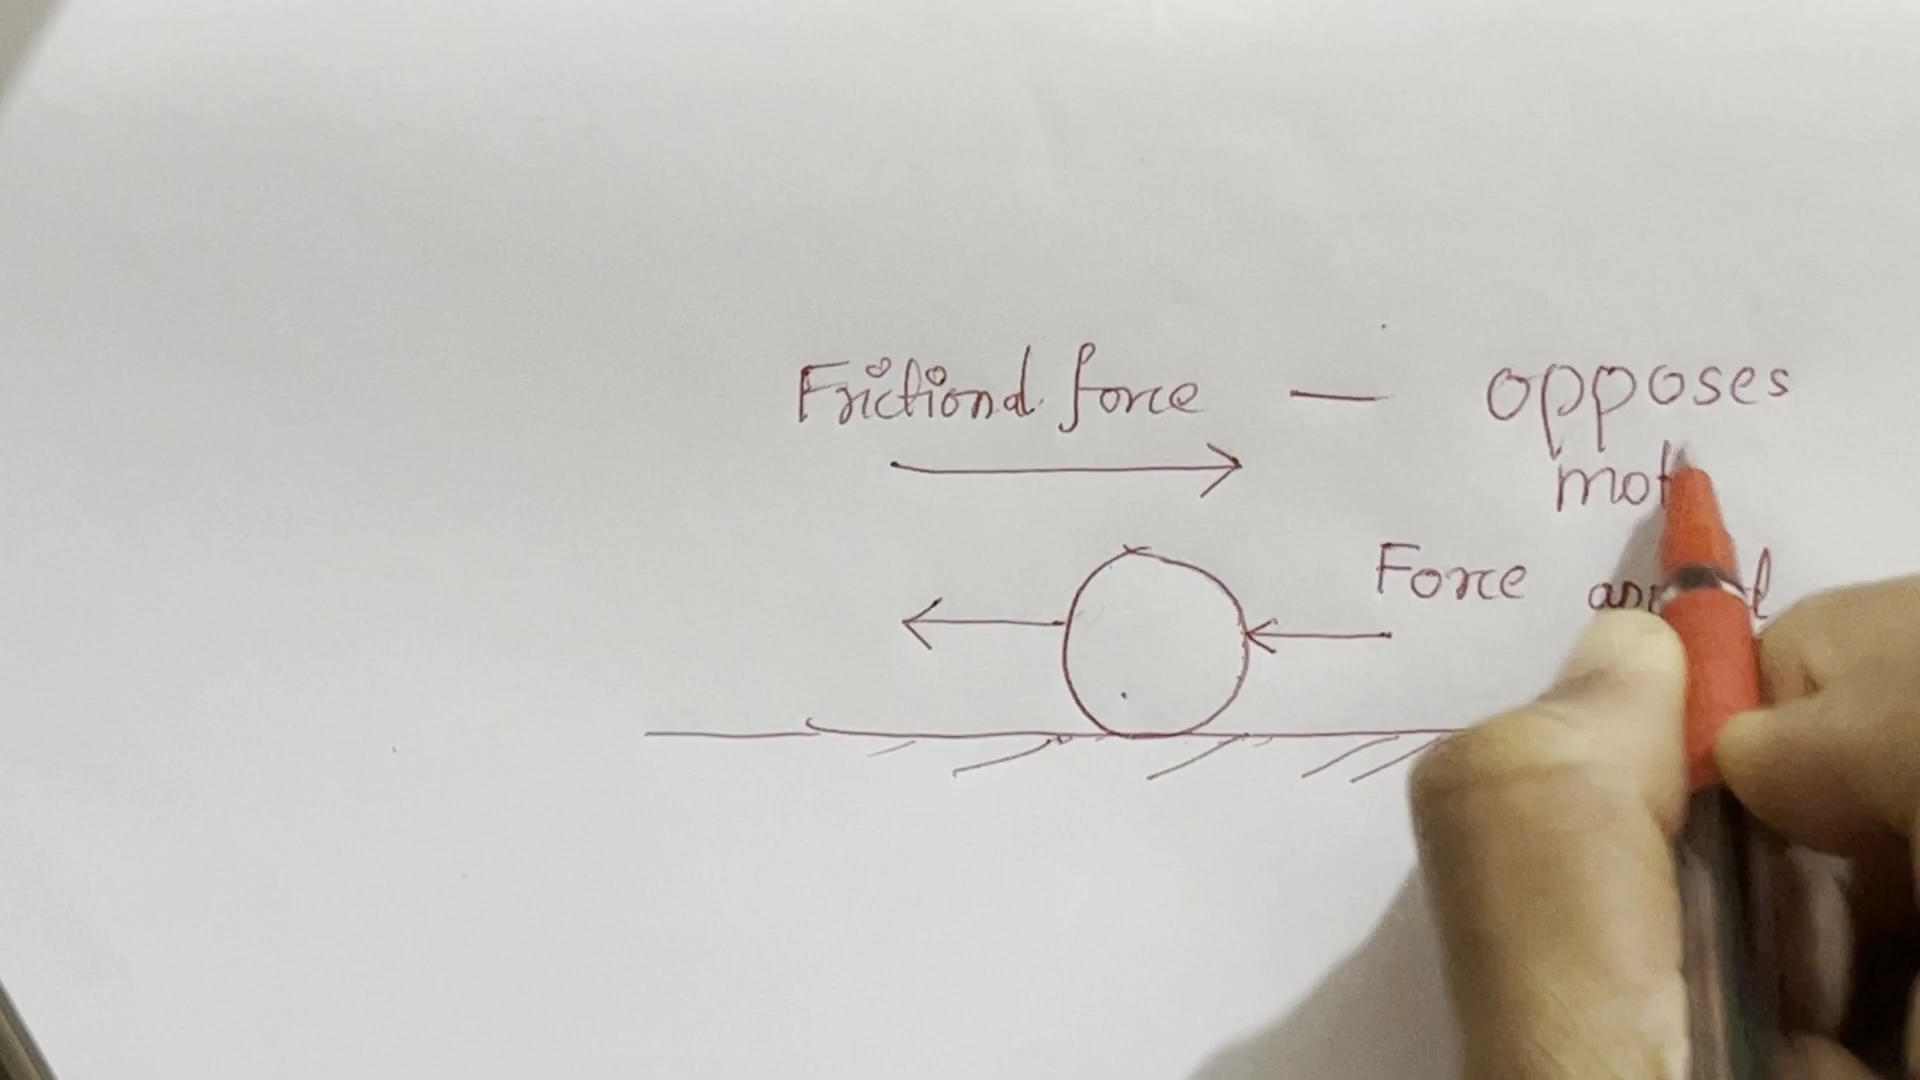 Frictional force — opposes
mot
Force